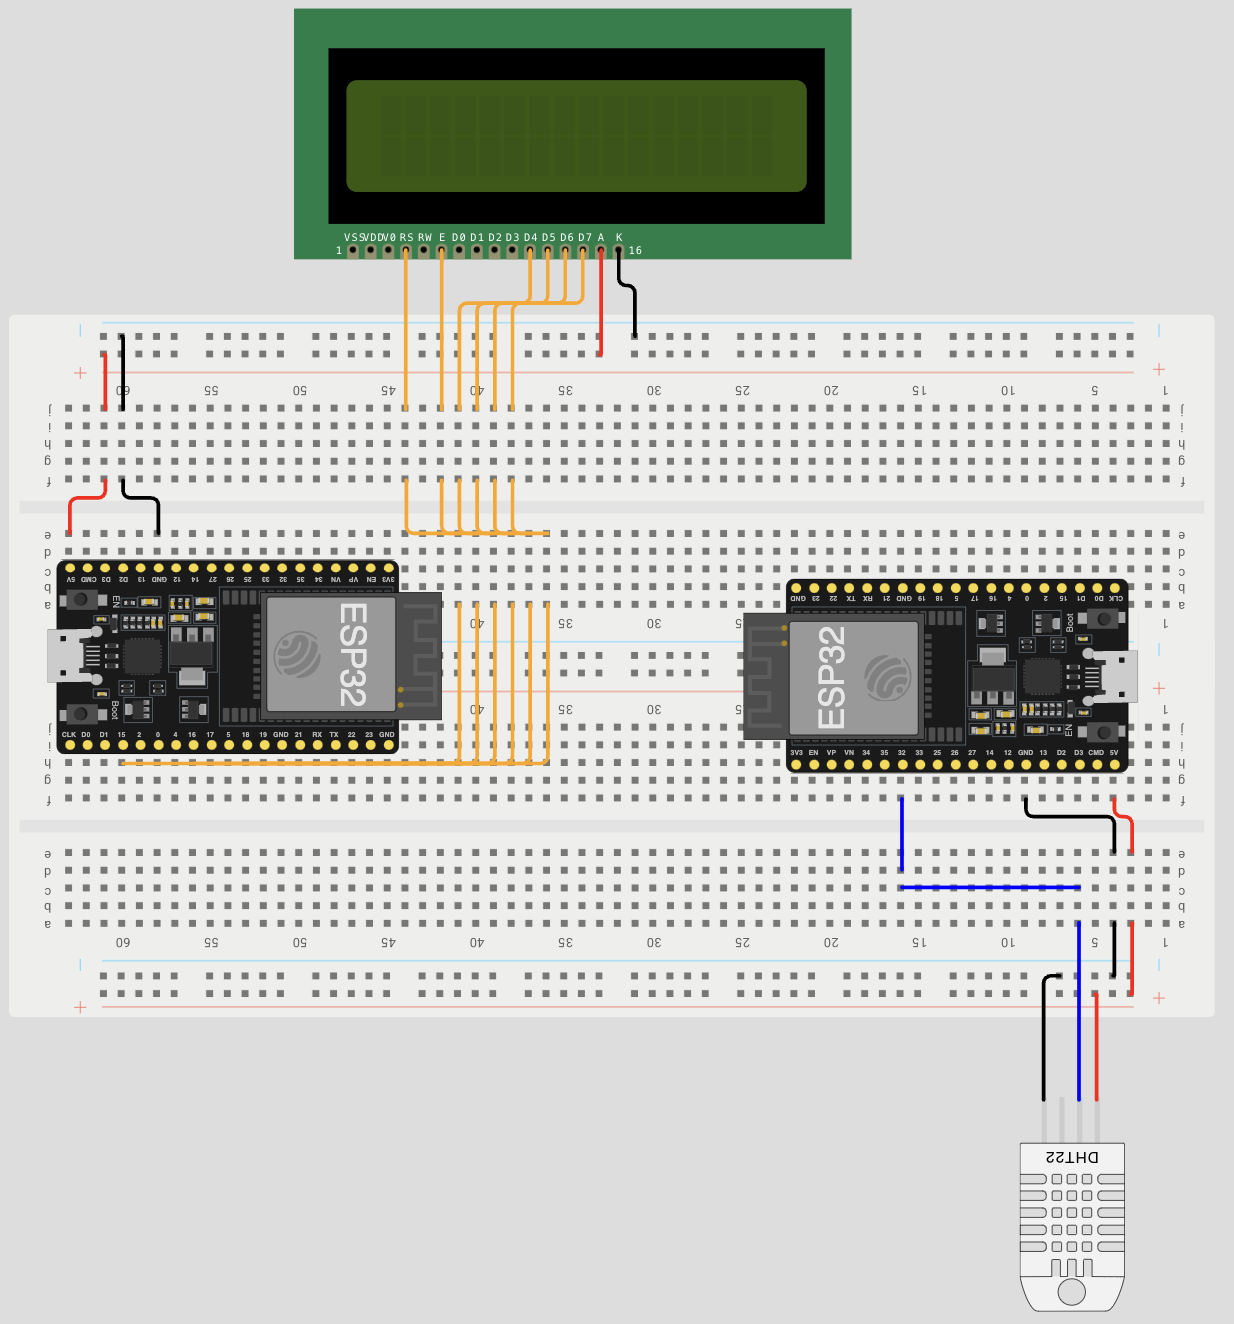 VSS VDD V0 RS RW E D0 D1 D2 D3 D4 D5 D6 D7 A K
1 16
60 55 50 45 40 35 30 25 20 15 10 5 1
j j
i i
h h
g g
f f
e e
d d
c c
b b
a a
5V CMD D3 D2 13 GND 12 14 27 26 25 33 32 35 34 VN VP EN 3V3
EN
ESP32
Boot
CLK D0 D1 15 2 0 4 16 17 5 18 19 GND 21 RX TX 22 23 GND
40 35 30 25 1
GND 23 22 TX RX 21 GND 19 18 5 17 16 4 0 2 15 D1 D0 CLK
Boot
ESP32
EN
3V3 EN VP VN 34 35 32 33 25 26 27 14 12 GND 13 D2 D3 CMD 5V
40 35 30 25 1
j j
i i
h h
g g
f f
e e
d d
c c
b b
a a
60 55 50 45 40 35 30 25 20 15 10 5 1
DHT22